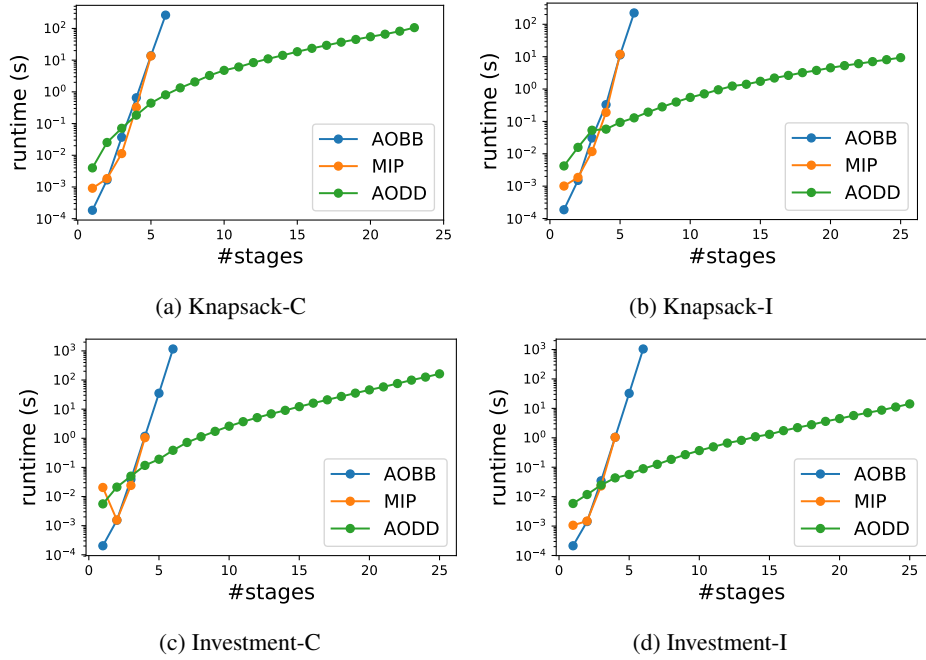 10²
10¹
10⁰
10⁻¹
10⁻²
10⁻³
10⁻⁴
runtime (s)
AOBB
MIP
AODD
0 5 10 15 20 25
#stages
(a) Knapsack-C
10²
10¹
10⁰
10⁻¹
10⁻²
10⁻³
10⁻⁴
runtime (s)
AOBB
MIP
AODD
0 5 10 15 20 25
#stages
(b) Knapsack-I
10³
10²
10¹
10⁰
10⁻¹
10⁻²
10⁻³
10⁻⁴
runtime (s)
AOBB
MIP
AODD
0 5 10 15 20 25
#stages
(c) Investment-C
10³
10²
10¹
10⁰
10⁻¹
10⁻²
10⁻³
10⁻⁴
runtime (s)
AOBB
MIP
AODD
0 5 10 15 20 25
#stages
(d) Investment-I